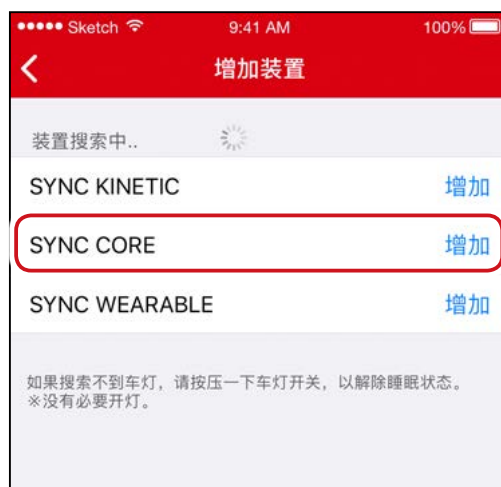 ●●●●● Sketch 9:41 AM 100%
增加装置
装置搜索中..
SYNC KINETIC 增加
SYNC CORE 增加
SYNC WEARABLE 增加
如果搜索不到车灯，请按压一下车灯开关，以解除睡眠状态。
※没有必要开灯。